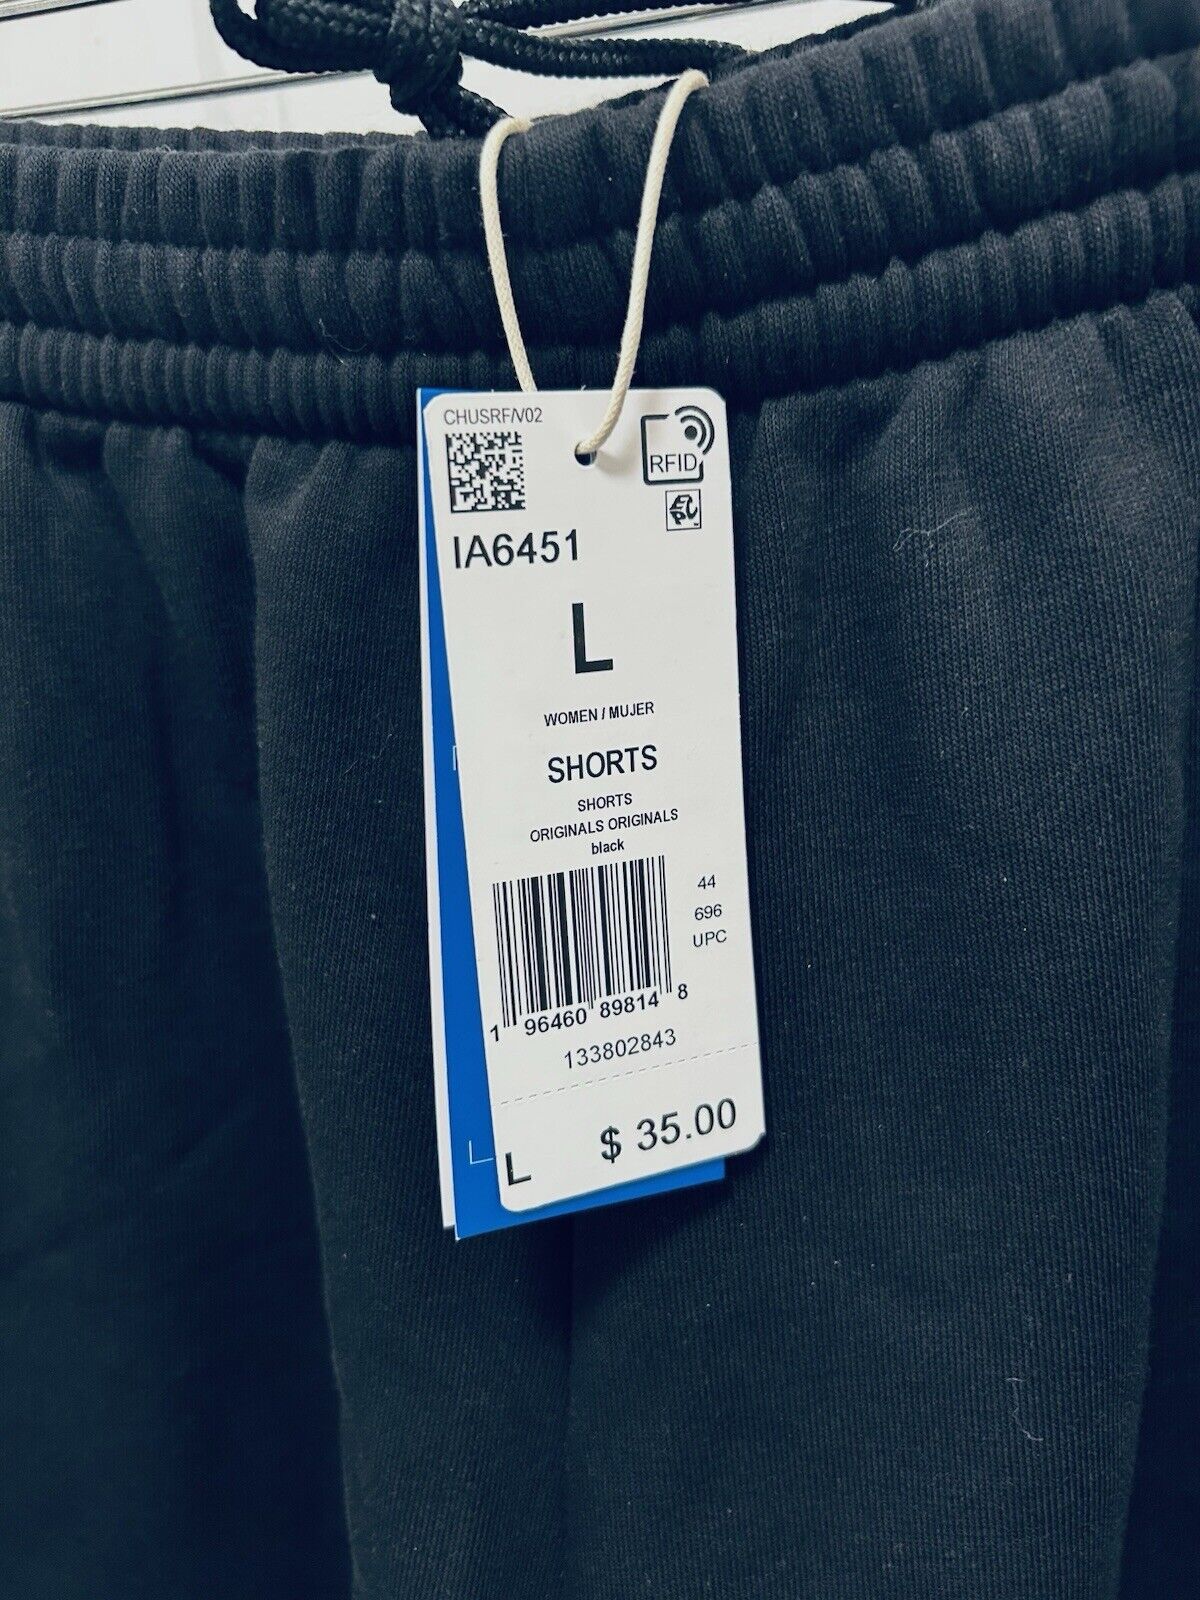 CHUSRF/V02
RFID
EPC
IA6451
L
WOMEN / MUJER
SHORTS
SHORTS
ORIGINALS ORIGINALS
black
44
696
UPC
1 96460 89814 8
133802843
L $ 35.00